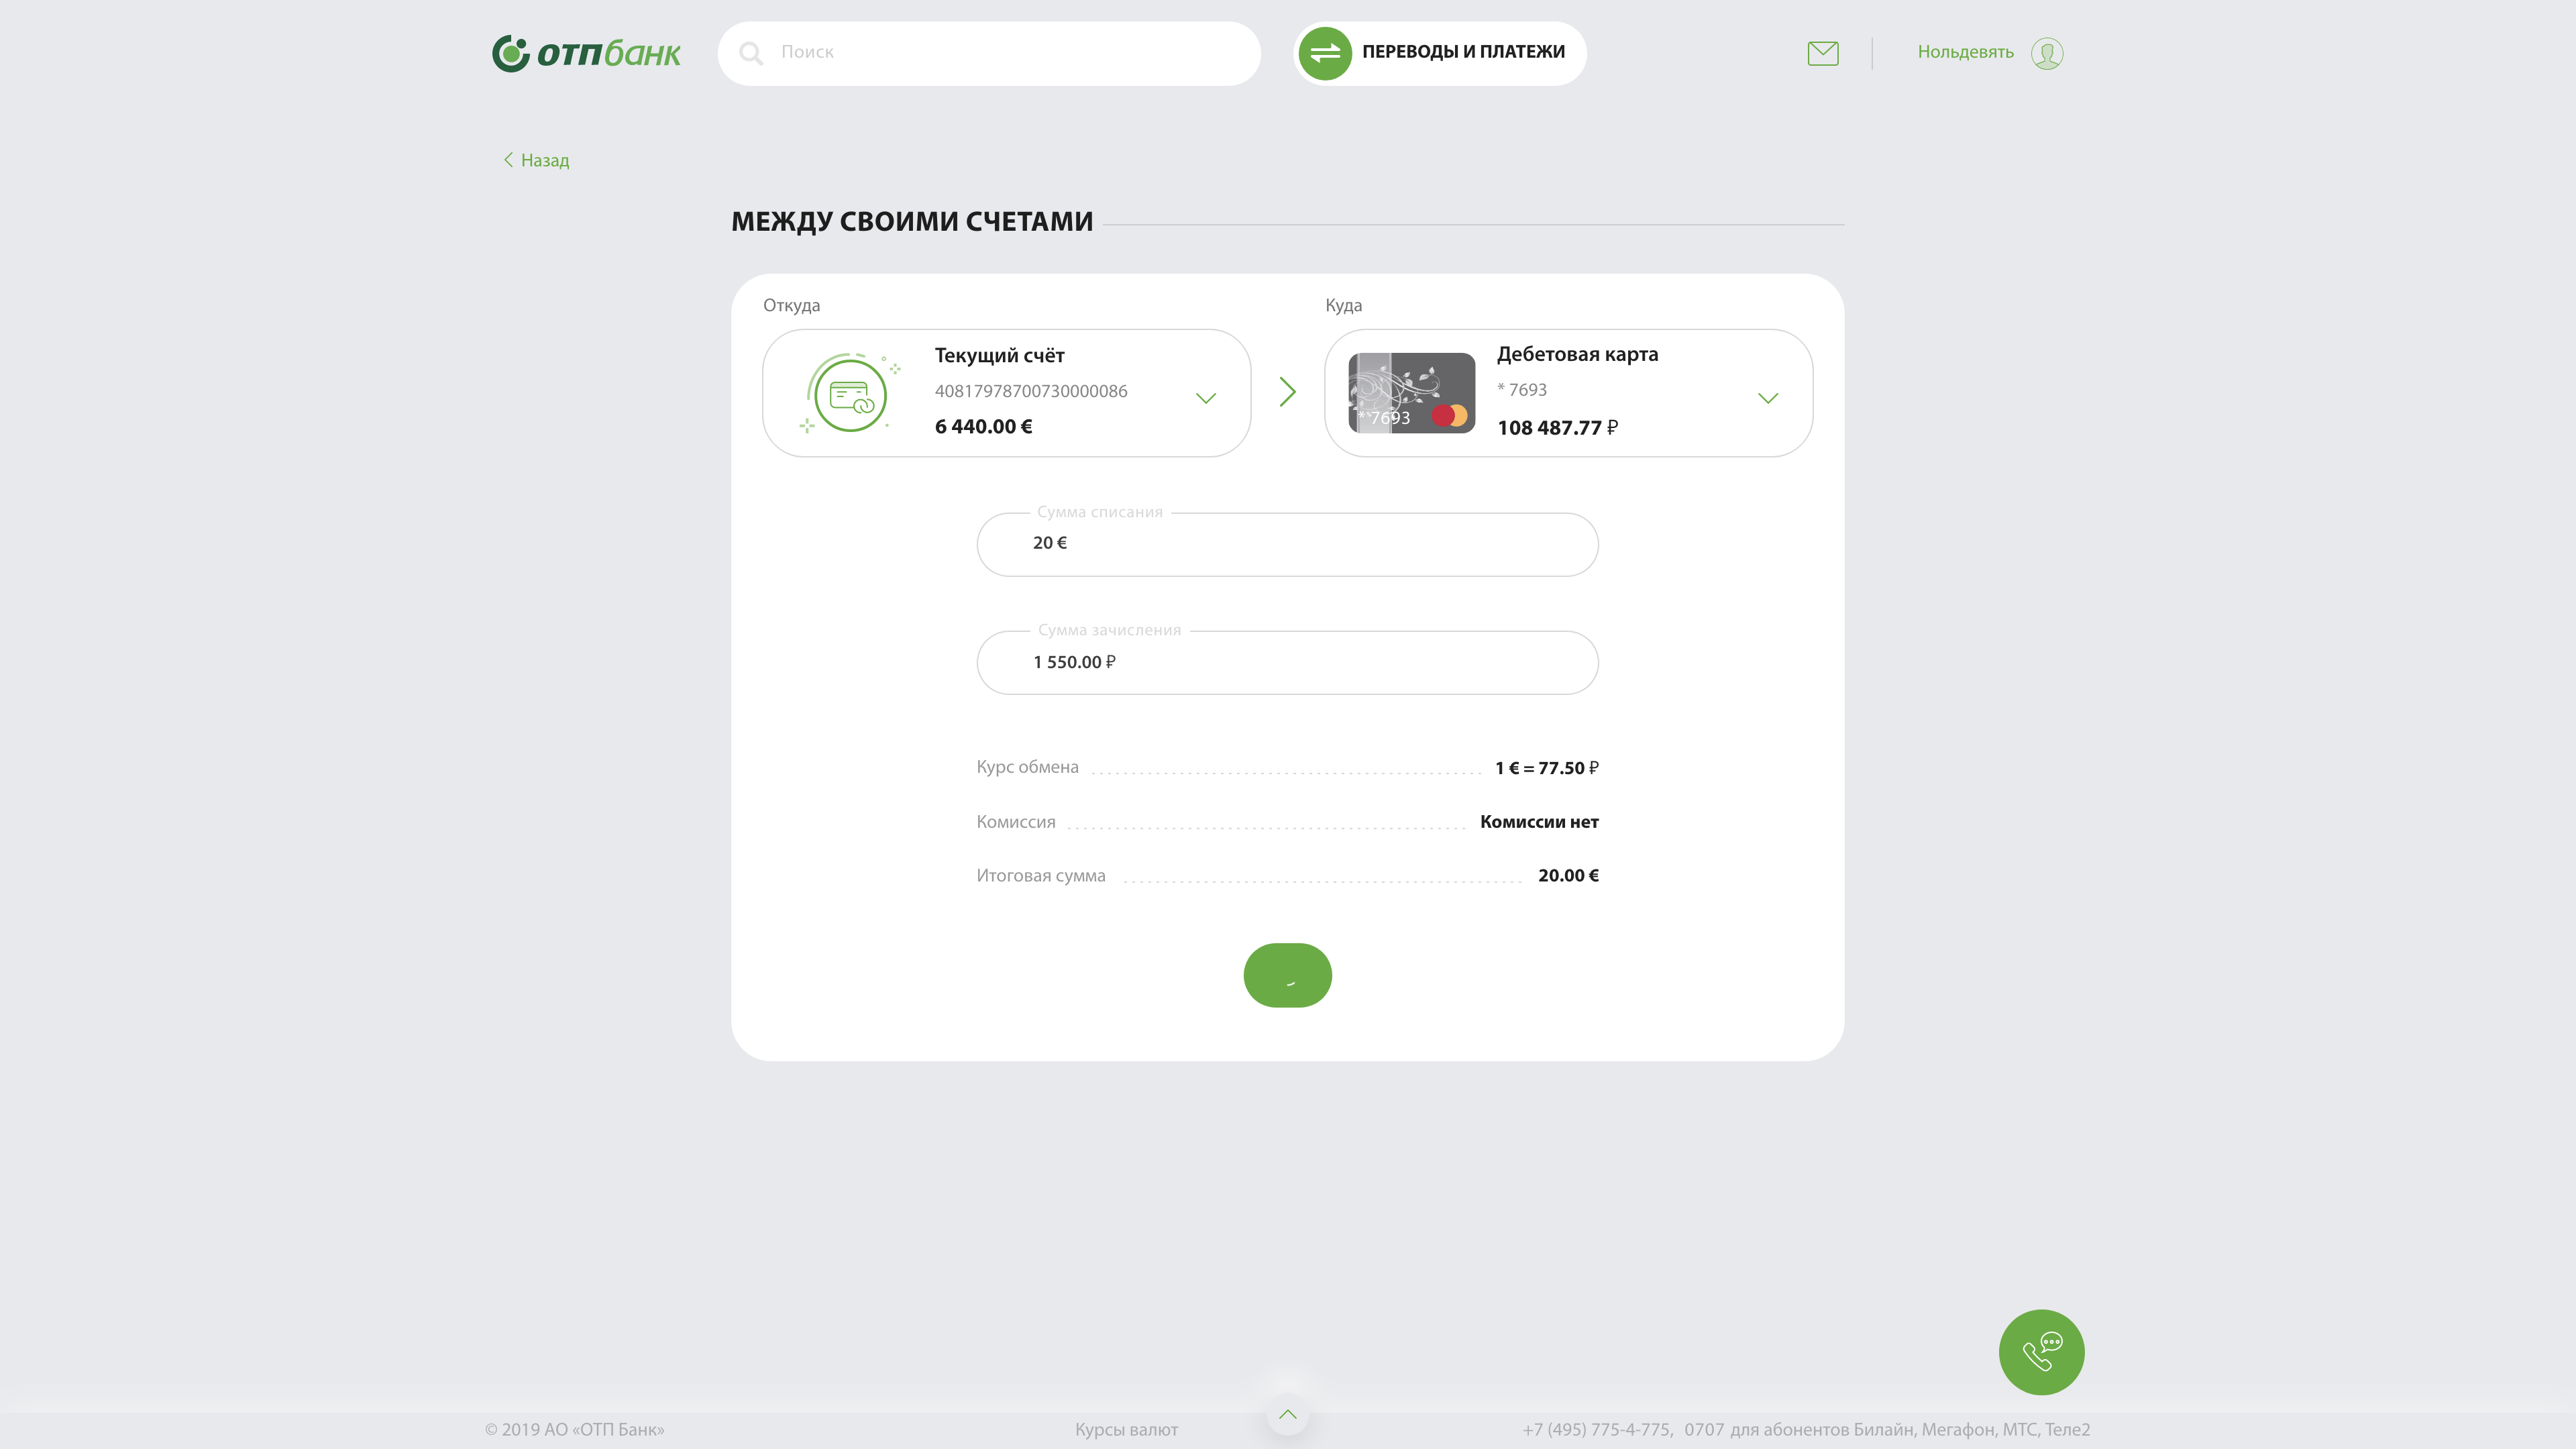 отпбанк
Поиск
ПЕРЕВОДЫ И ПЛАТЕЖИ
Нольдевять
Назад
МЕЖДУ СВОИМИ СЧЕТАМИ
Откуда
Текущий счёт
40817978700730000086
6 440.00 €
Куда
* 7693
Дебетовая карта
* 7693
108 487.77 ₽
Сумма списания
20 €
Сумма зачисления
1 550.00 ₽
Курс обмена 1 € = 77.50 ₽
Комиссия Комиссии нет
Итоговая сумма 20.00 €
© 2019 АО «ОТП Банк»
Курсы валют
+7 (495) 775-4-775, 0707 для абонентов Билайн, Мегафон, МТС, Теле2